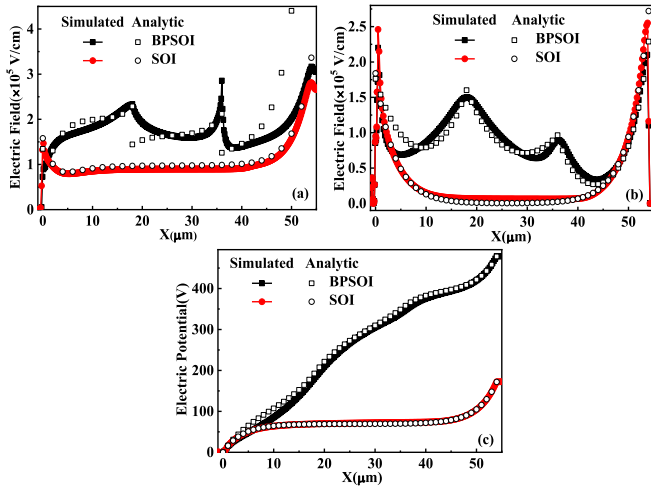 Simulated Analytic
BPSOI
SOI
Electric Field(×10⁵ V/cm)
4
3
2
1
0
0 10 20 30 40 50
X(μm)
(a)
Simulated Analytic
BPSOI
SOI
Electric Field(×10⁵ V/cm)
2.5
2.0
1.5
1.0
0.5
0.0
0 10 20 30 40 50
X(μm)
(b)
Simulated Analytic
BPSOI
SOI
Electric Potential(V)
400
300
200
100
0
0 10 20 30 40 50
X(μm)
(c)